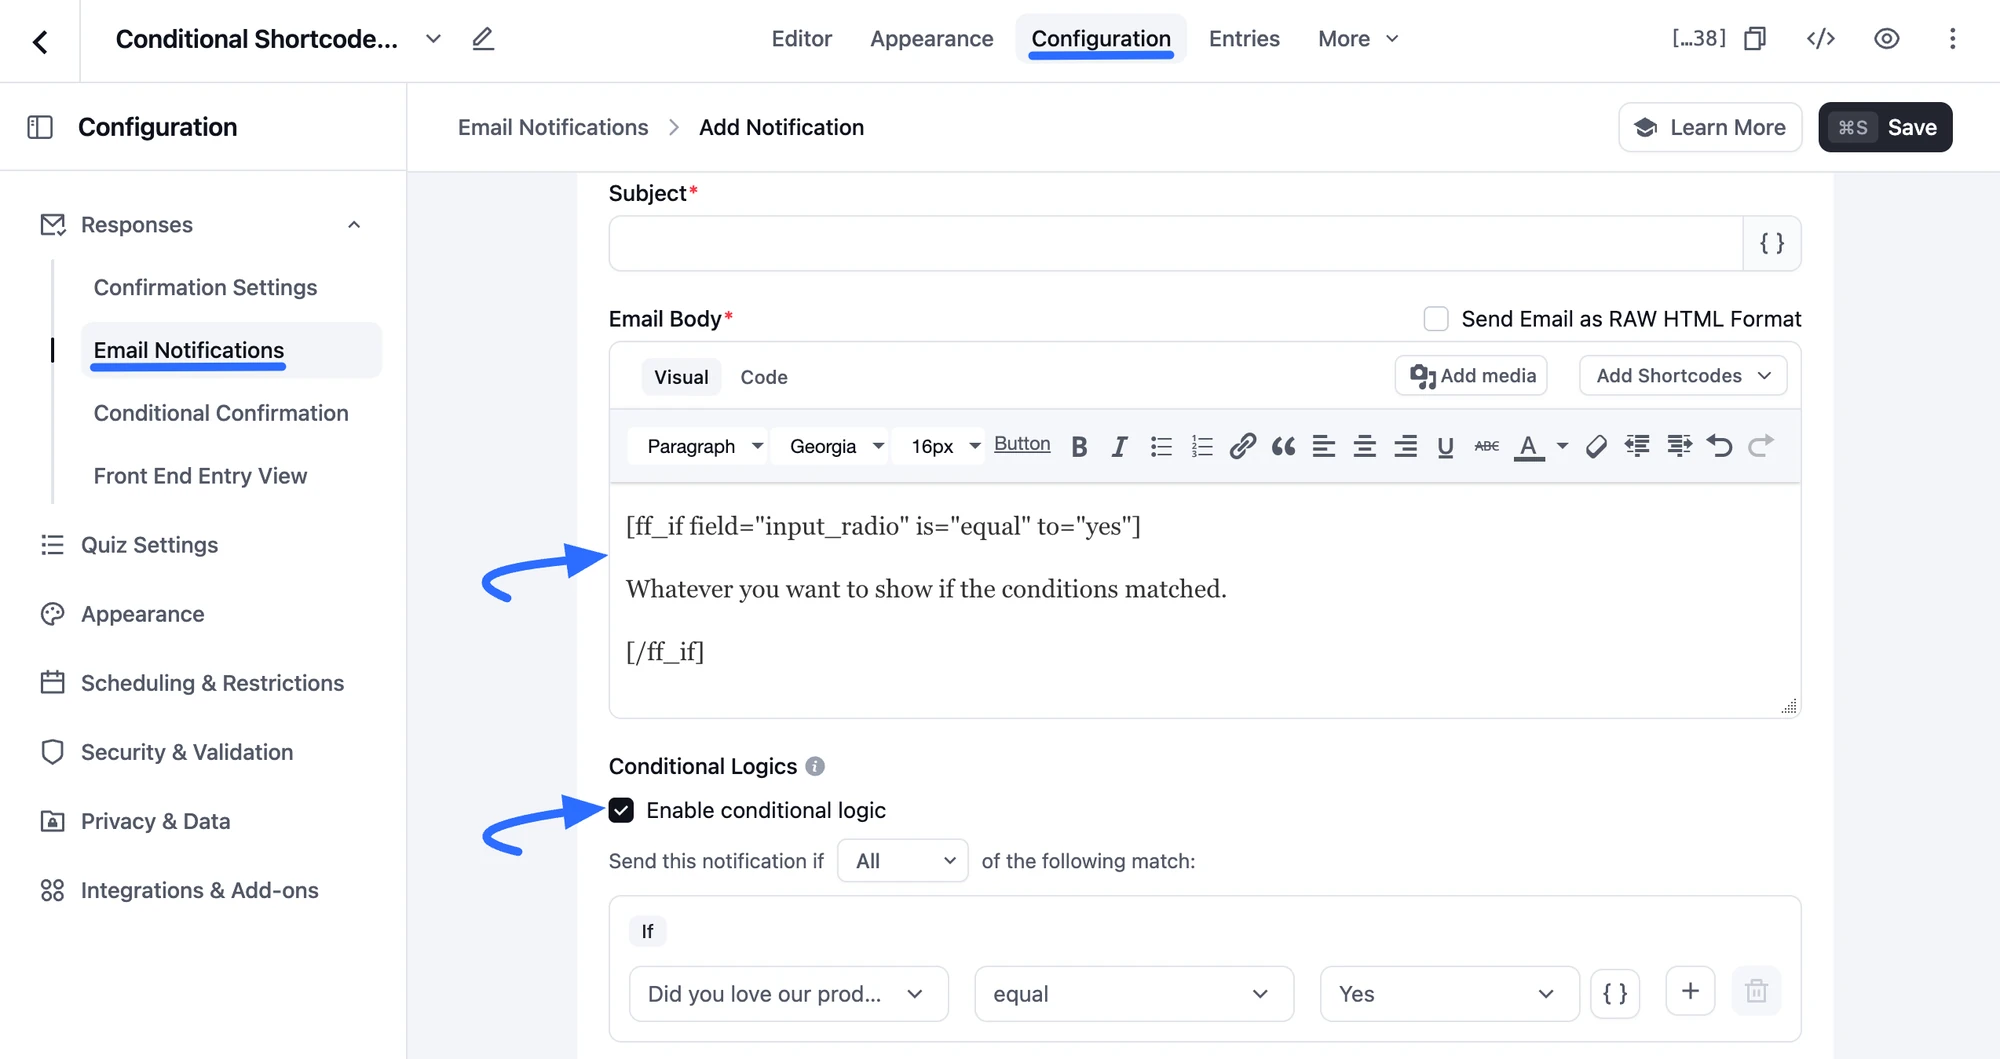 Conditional Shortcode...
Editor
Appearance
Configuration
Entries
More
[...38]
Configuration
Email Notifications
Add Notification
Learn More
⌘S Save
Responses
Confirmation Settings
Email Notifications
Conditional Confirmation
Front End Entry View
Quiz Settings
Appearance
Scheduling & Restrictions
Security & Validation
Privacy & Data
Integrations & Add-ons
Subject*
{ }
Email Body*
Send Email as RAW HTML Format
Visual
Code
Add media
Add Shortcodes
Paragraph
Georgia
16px
Button
B
I
U
ABC
A
[ff_if field="input_radio" is="equal" to="yes"]
Whatever you want to show if the conditions matched.
[/ff_if]
Conditional Logics
Enable conditional logic
Send this notification if All of the following match:
If
Did you love our prod...
equal
Yes
{ }